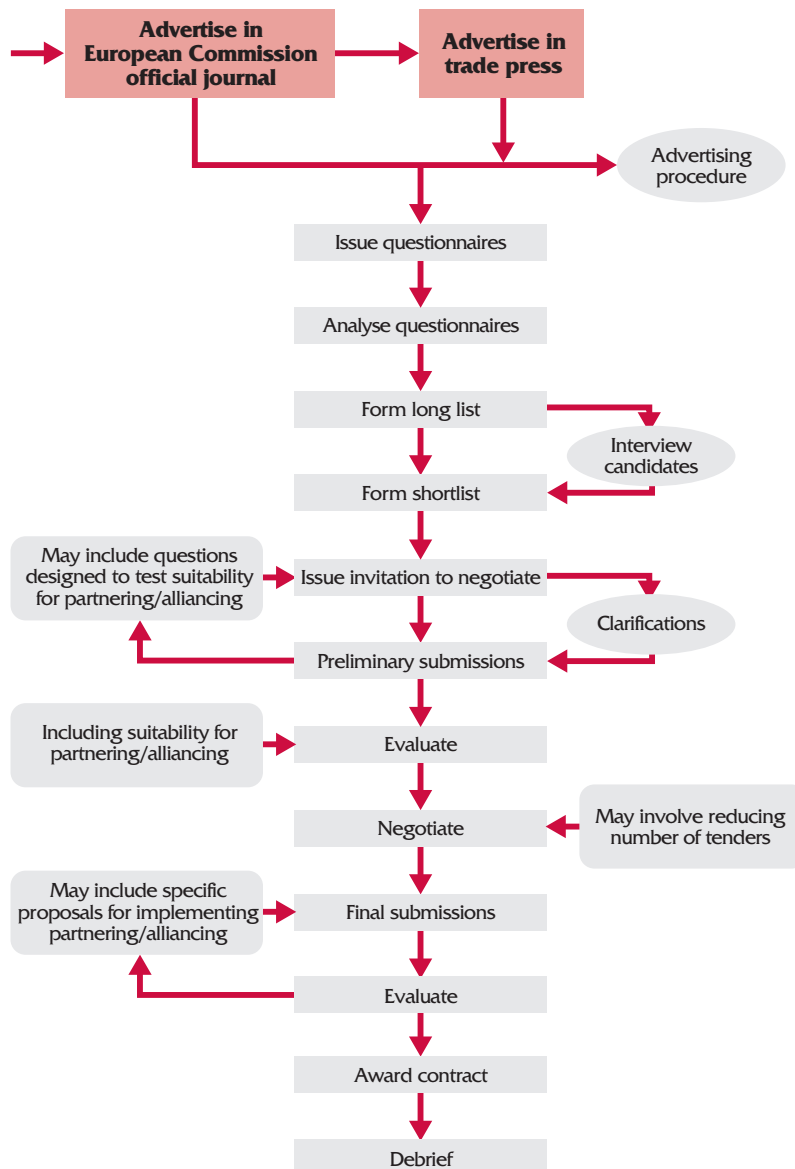 Advertise in
European Commission
official journal
Advertise in
trade press
Advertising
procedure
Issue questionnaires
Analyse questionnaires
Form long list
Interview
candidates
Form shortlist
May include questions
designed to test suitability
for partnering/alliancing
Issue invitation to negotiate
Clarifications
Preliminary submissions
Including suitability for
partnering/alliancing
Evaluate
Negotiate
May involve reducing
number of tenders
May include specific
proposals for implementing
partnering/alliancing
Final submissions
Evaluate
Award contract
Debrief